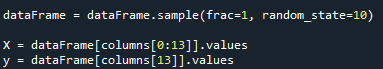 dataFrame = dataFrame.sample(frac=1, random_state=10)
X = dataFrame[columns[0:13]].values
y = dataFrame[columns[13]].values